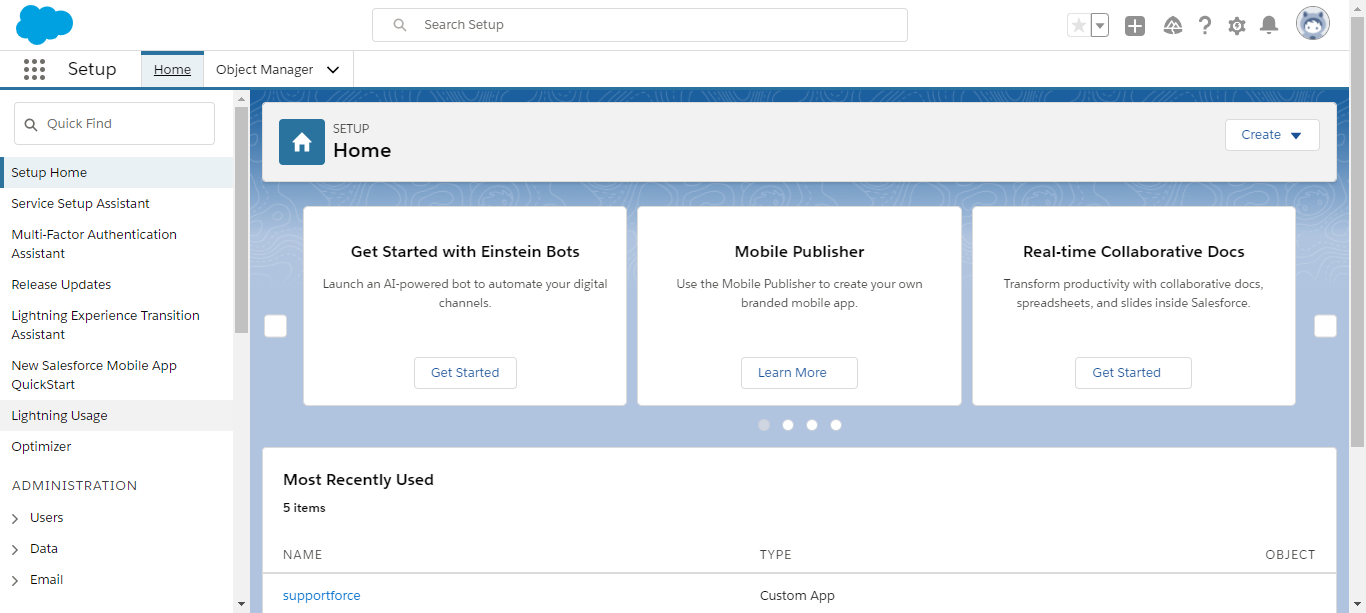 Search Setup
Setup
Home
Object Manager
Quick Find
Setup Home
Service Setup Assistant
Multi-Factor Authentication
Assistant
Release Updates
Lightning Experience Transition
Assistant
New Salesforce Mobile App
QuickStart
Lightning Usage
Optimizer
ADMINISTRATION
Users
Data
Email
SETUP
Home
Create
Get Started with Einstein Bots
Launch an AI-powered bot to automate your digital
channels.
Get Started
Mobile Publisher
Use the Mobile Publisher to create your own
branded mobile app.
Learn More
Real-time Collaborative Docs
Transform productivity with collaborative docs,
spreadsheets, and slides inside Salesforce.
Get Started
Most Recently Used
5 items
NAME TYPE OBJECT
supportforce Custom App